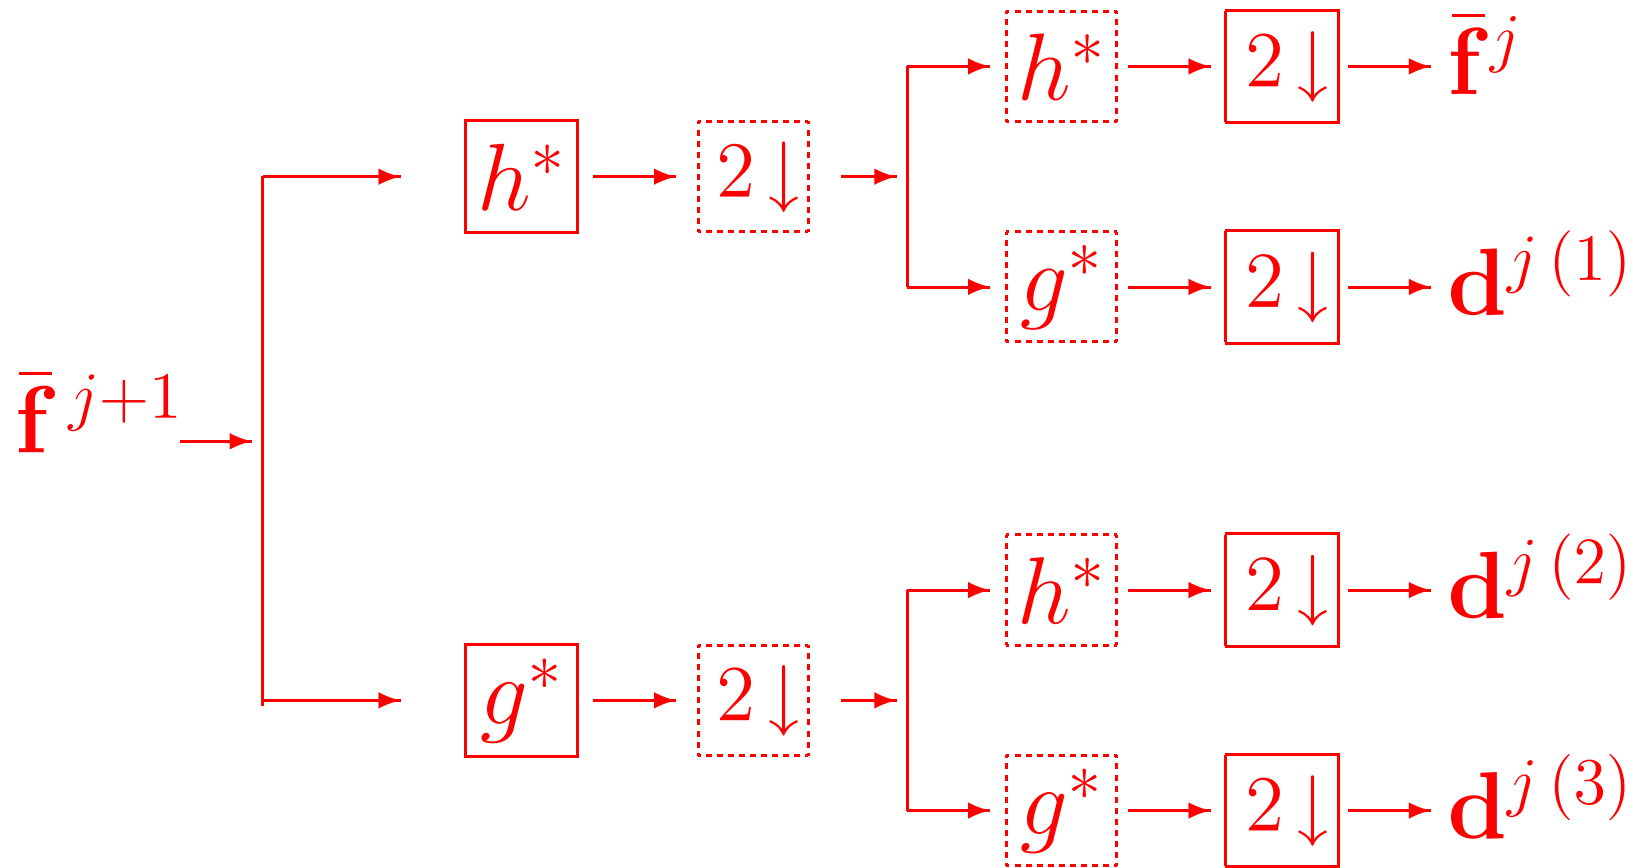 h* 2↓ f̄ʲ
h* 2↓
g* 2↓ dʲ ⁽¹⁾
f̄ ʲ⁺¹
h* 2↓ dʲ ⁽²⁾
g* 2↓
g* 2↓ dʲ ⁽³⁾